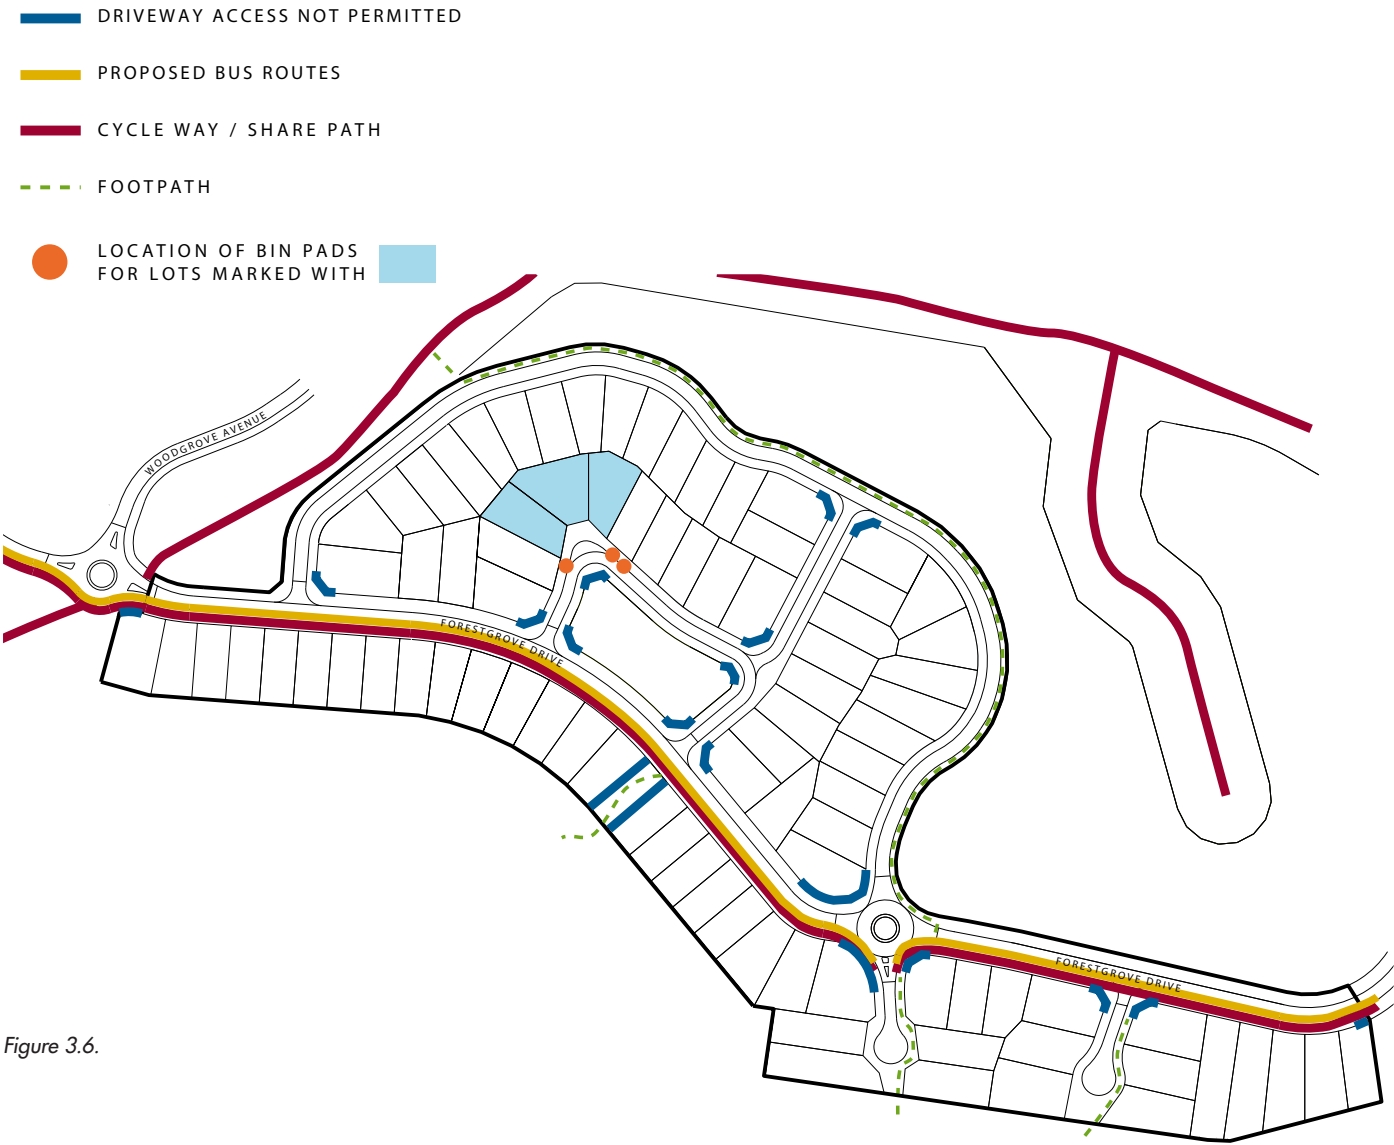 DRIVEWAY ACCESS NOT PERMITTED
PROPOSED BUS ROUTES
CYCLE WAY / SHARE PATH
FOOTPATH
LOCATION OF BIN PADS
FOR LOTS MARKED WITH
WOODGROVE AVENUE
FORESTGROVE DRIVE
FORESTGROVE DRIVE
Figure 3.6.